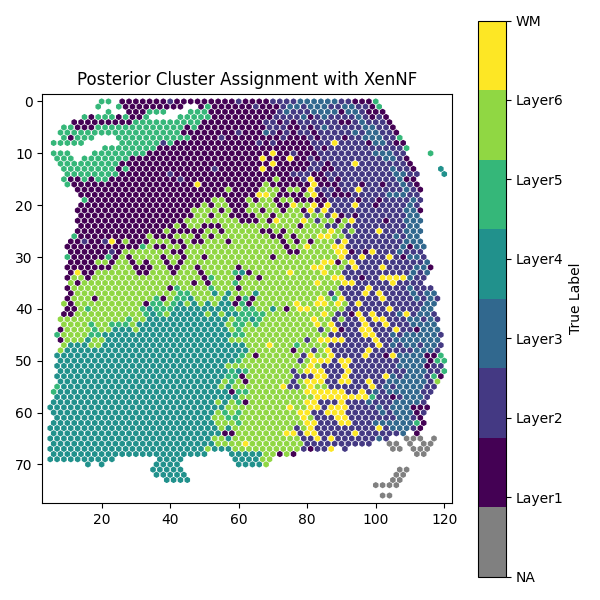 Posterior Cluster Assignment with XenNF
0
10
20
30
40
50
60
70
20
40
60
80
100
120
WM
Layer6
Layer5
Layer4
Layer3
Layer2
Layer1
NA
True Label